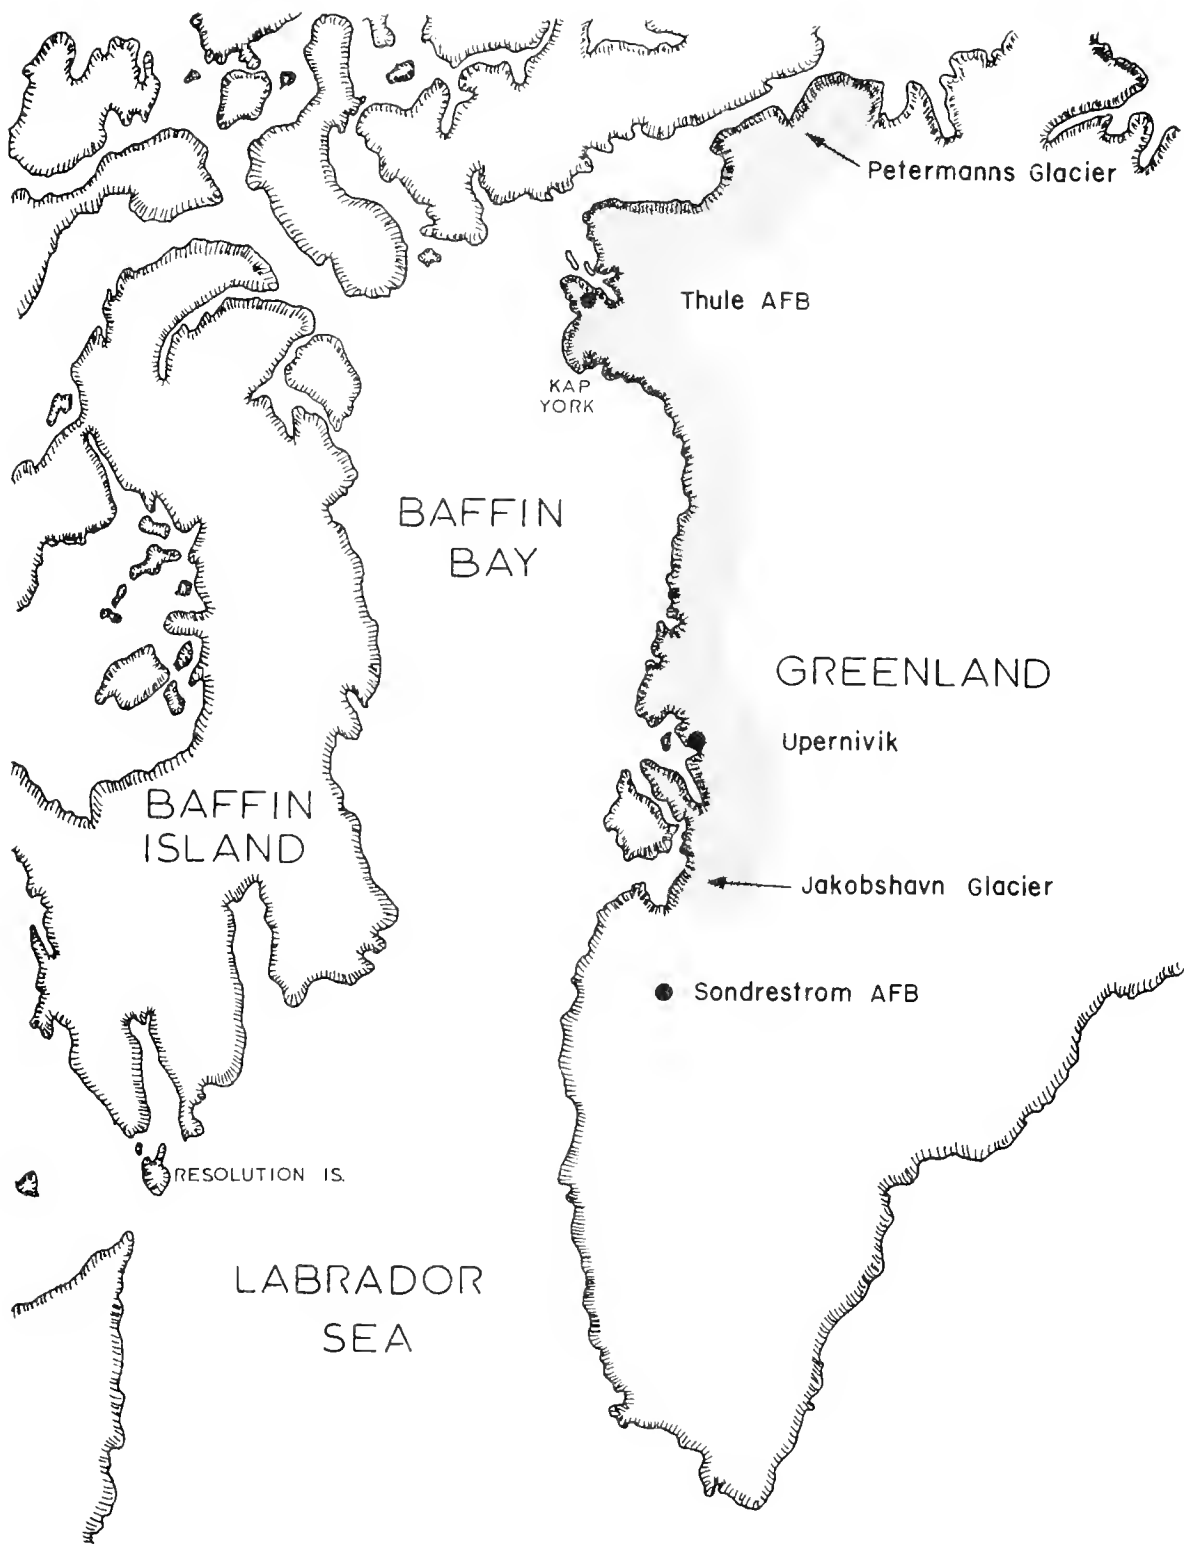 Petermanns Glacier
Thule AFB
KAP
YORK
BAFFIN
BAY
GREENLAND
Upernivik
BAFFIN
ISLAND
Jakobshavn Glacier
Sondrestrom AFB
RESOLUTION IS.
LABRADOR
SEA